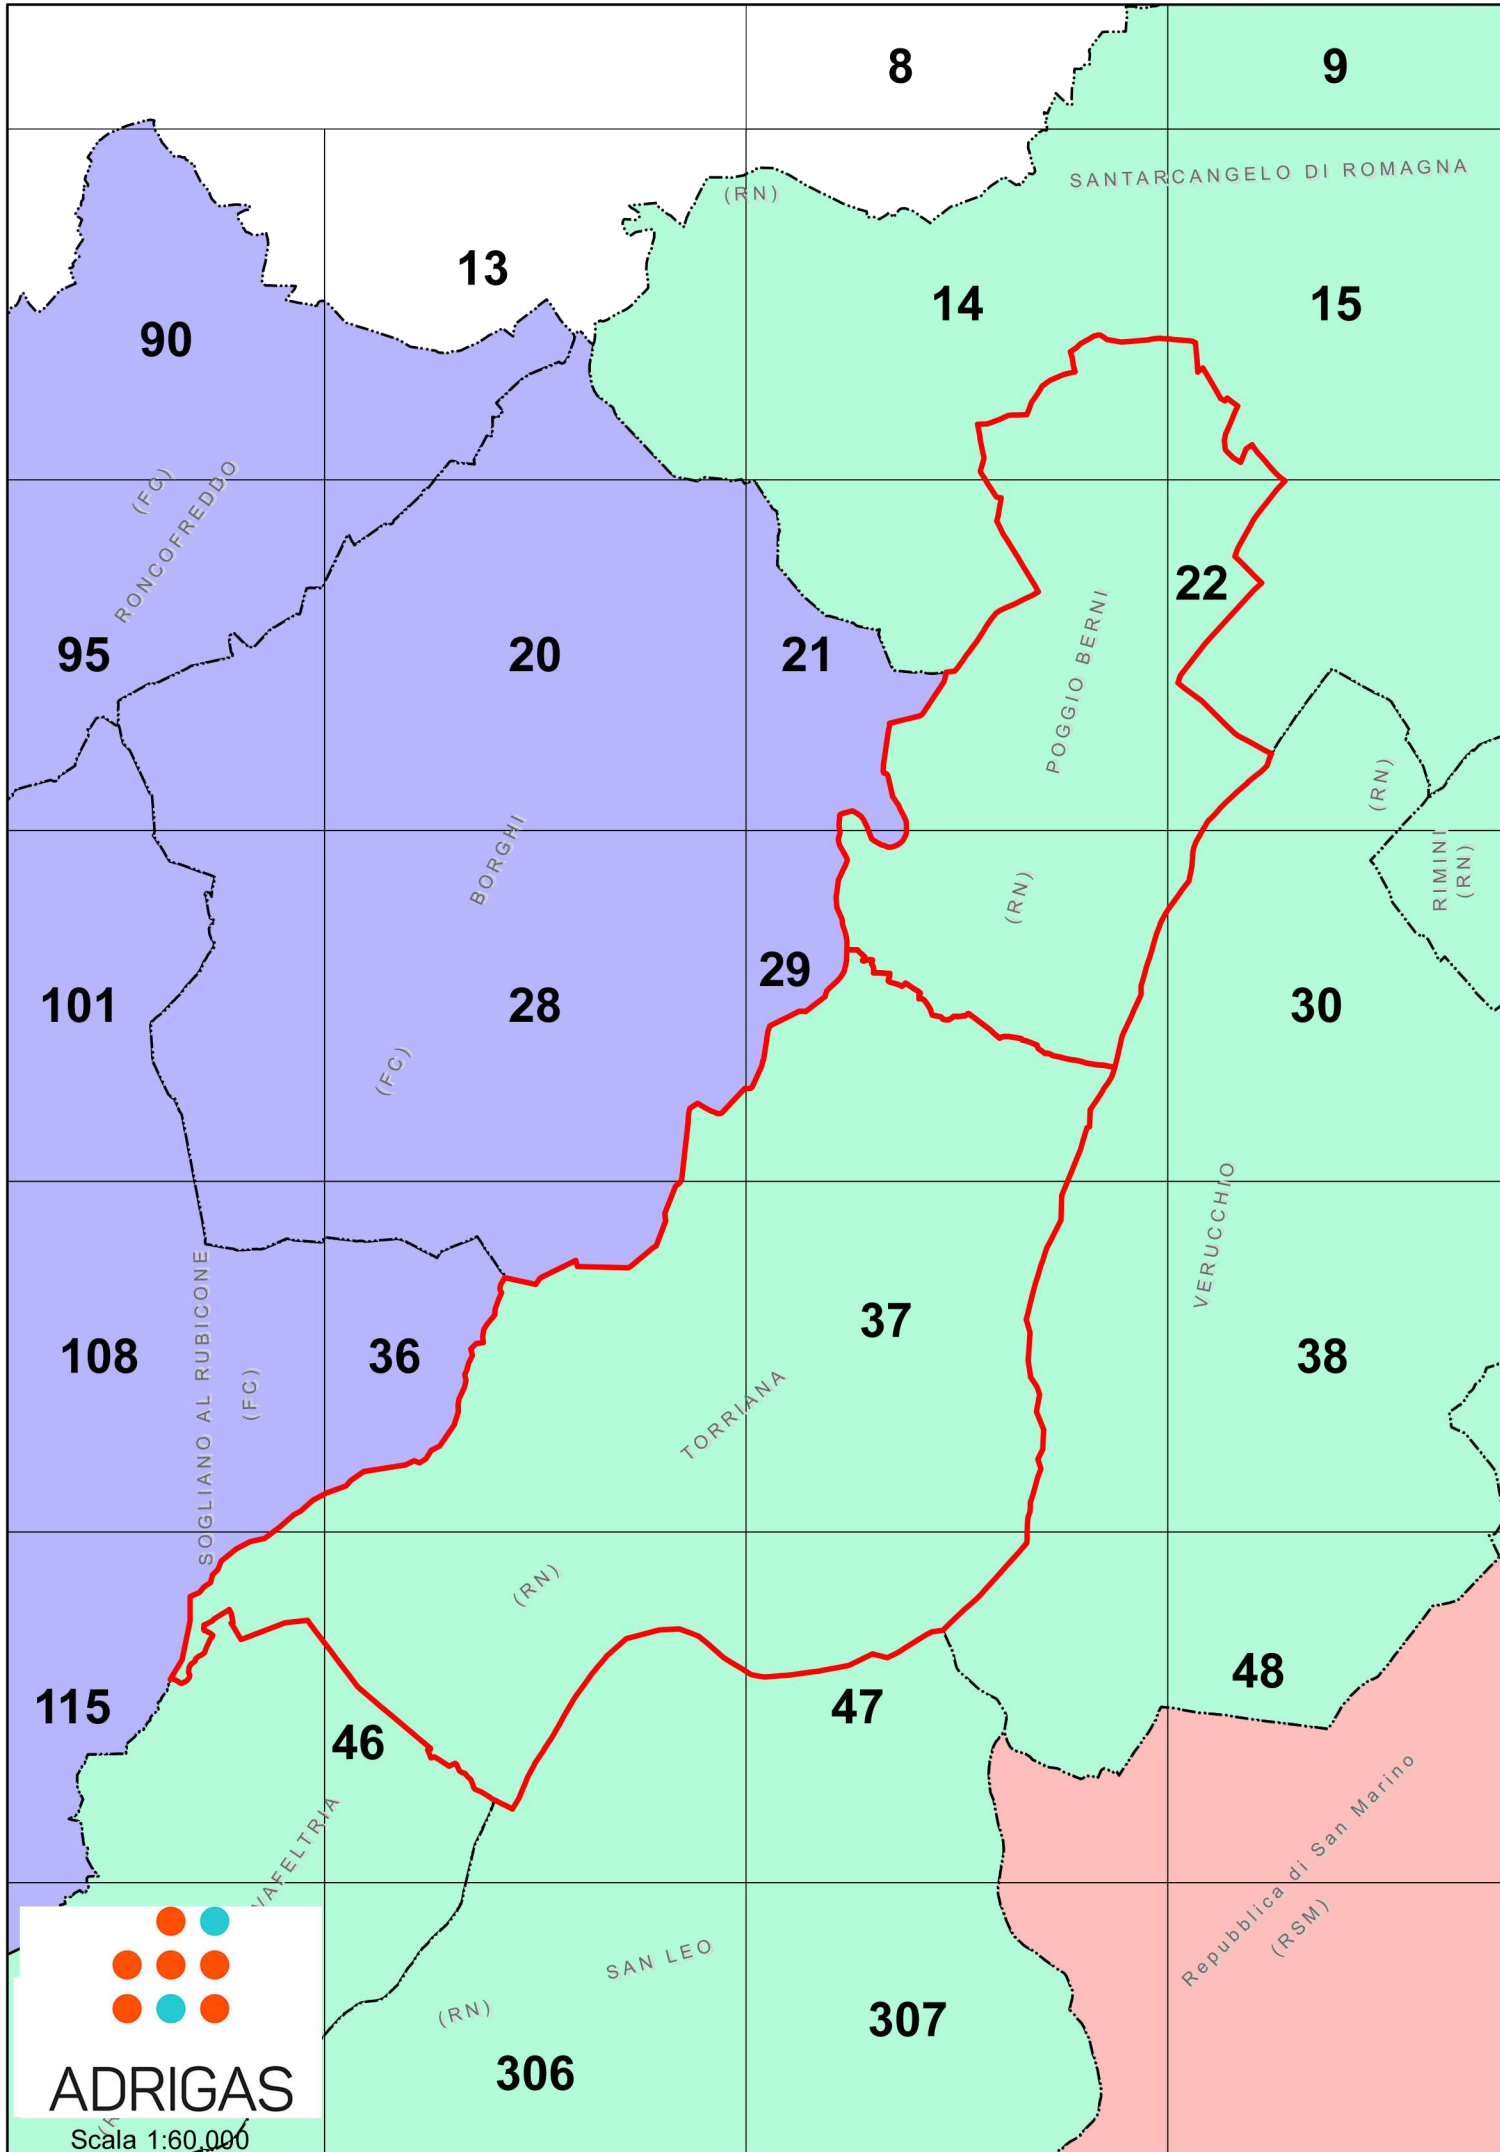 8
9
SANTARCANGELO DI ROMAGNA
(RN)
13
14
15
90
(FC)
RONCOFREDDO
22
95
20
21
POGGIO BERNI
(RN)
BORGHI
RIMINI
(RN)
(RN)
29
101
28
30
(FC)
VERUCCHIO
SOGLIANO AL RUBICONE
(FC)
108
36
37
38
TORRIANA
(RN)
48
115
46
47
NAFELTRIA
Repubblica di San Marino
(RSM)
SAN LEO
(RN)
307
306
ADRIGAS
Scala 1:60.000